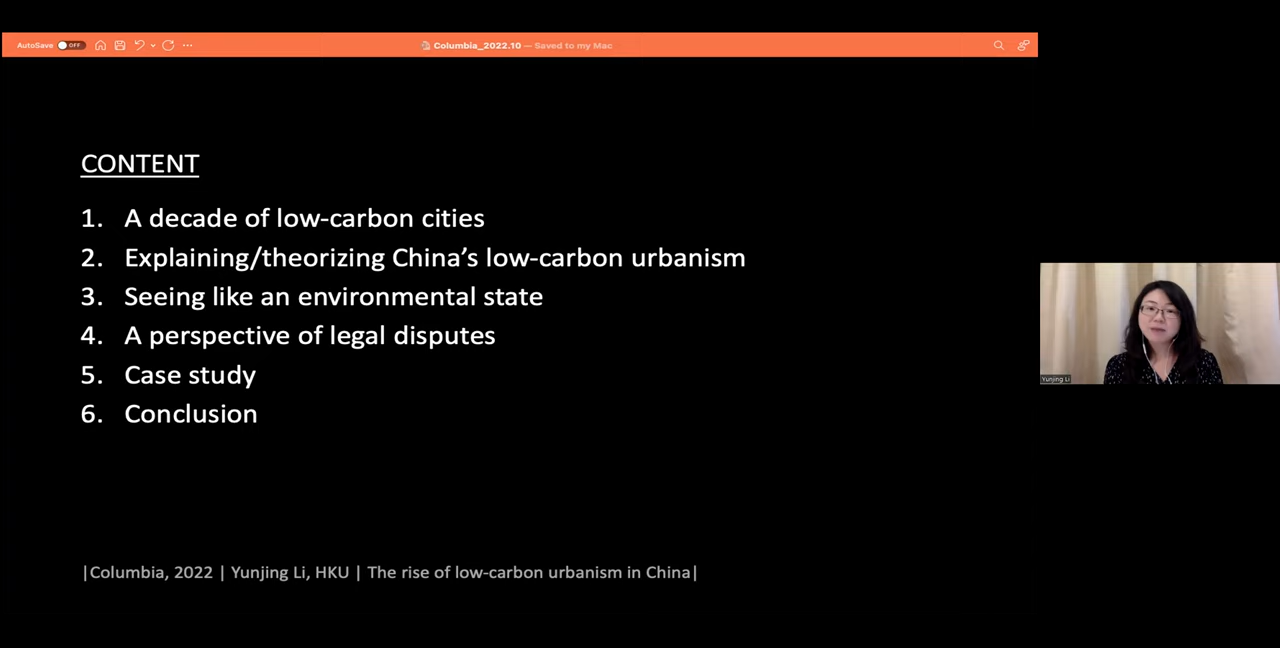 AutoSave OFF
Columbia_2022.10 — Saved to my Mac
CONTENT
1. A decade of low-carbon cities
2. Explaining/theorizing China’s low-carbon urbanism
3. Seeing like an environmental state
4. A perspective of legal disputes
5. Case study
6. Conclusion
Yunjing Li
|Columbia, 2022 | Yunjing Li, HKU | The rise of low-carbon urbanism in China|